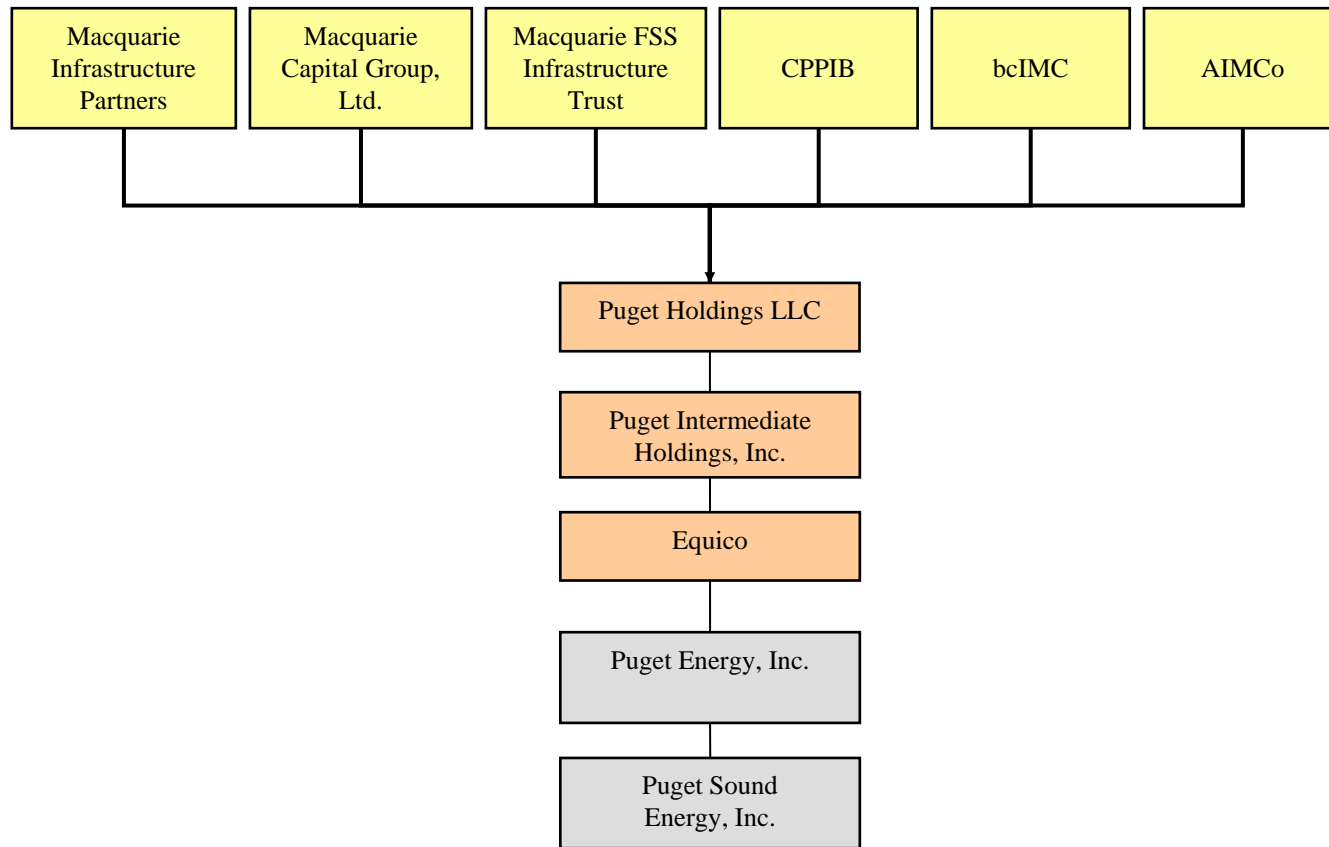 Macquarie
Infrastructure
Partners
Macquarie
Capital Group,
Ltd.
Macquarie FSS
Infrastructure
Trust
CPPIB
bcIMC
AIMCo
Puget Holdings LLC
Puget Intermediate
Holdings, Inc.
Equico
Puget Energy, Inc.
Puget Sound
Energy, Inc.